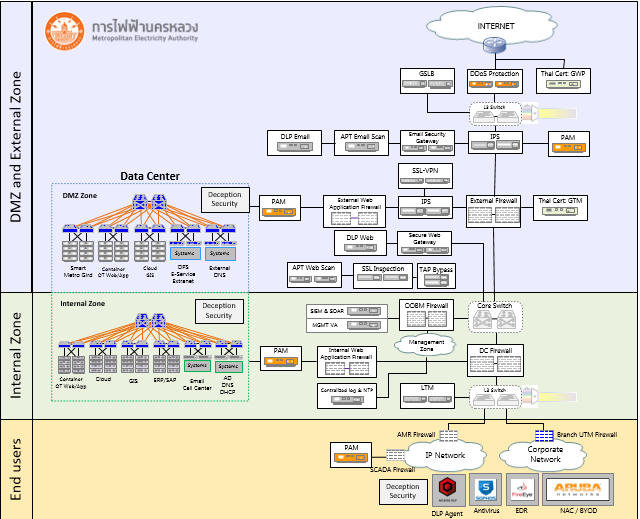 การไฟฟ้านครหลวง
Metropolitan Electricity Authority
INTERNET
DMZ and External Zone
GSLB
DDoS Protection
Thai Cert: GWP
L3 Switch
DLP Email
APT Email Scan
Email Security
Gateway
IPS
PAM
SSL-VPN
Data Center
DMZ Zone
Deception
Security
PAM
External Web
Application Firewall
IPS
External Firewall
Thai Cert: GTM
DLP Web
Secure Web
Gateway
Systems
Systems
Smart
Metro Gird
Container
OT Web/App
Cloud
GIS
OFS
E-Service
Extranet
External
DNS
APT Web Scan
SSL Inspection
TAP Bypass
Internal Zone
Internal Zone
Deception
Security
SIEM & SOAR
MGMT VA
OOBM Firewall
Core Switch
Management
Zone
PAM
Internal Web
Application Firewall
DC Firewall
Systems
Systems
Container
OT Web/App
Cloud
GIS
ERP/SAP
Email
Call Center
AD
DNS
DHCP
Centralized log & NTP
LTM
L3 Switch
End users
AMR Firewall
Branch UTM Firewall
PAM
SCADA Firewall
IP Network
Corporate
Network
Deception
Security
SOPHOS
FireEye
ARUBA
networks
DLP Agent
Antivirus
EDR
NAC / BYOD